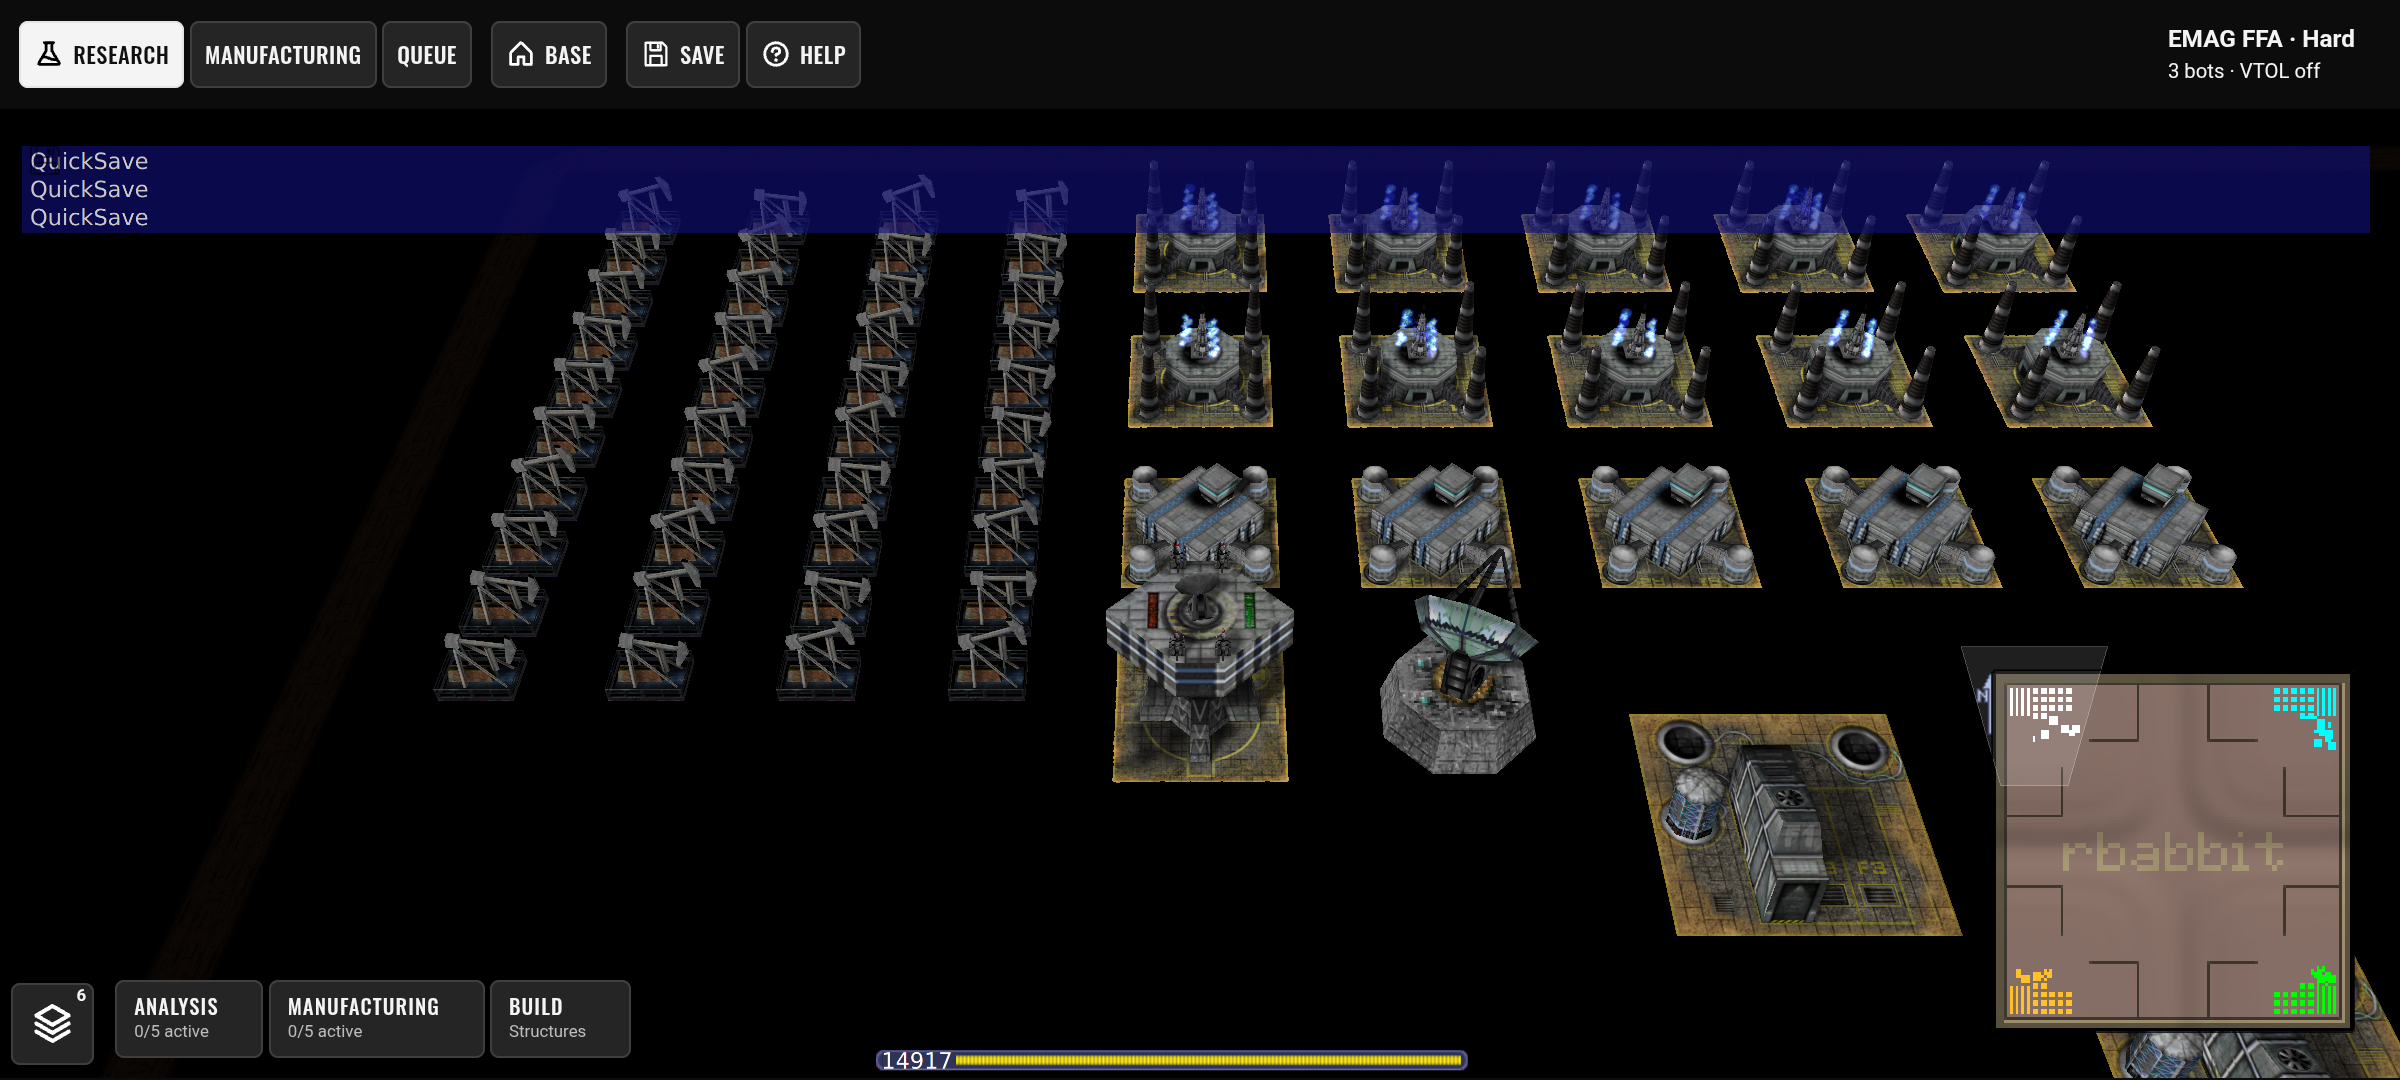 RESEARCH
MANUFACTURING
QUEUE
BASE
SAVE
HELP
EMAG FFA · Hard
3 bots · VTOL off
QuickSave
QuickSave
QuickSave
N
F3
rbabbit
6
ANALYSIS
0/5 active
MANUFACTURING
0/5 active
BUILD
Structures
14917